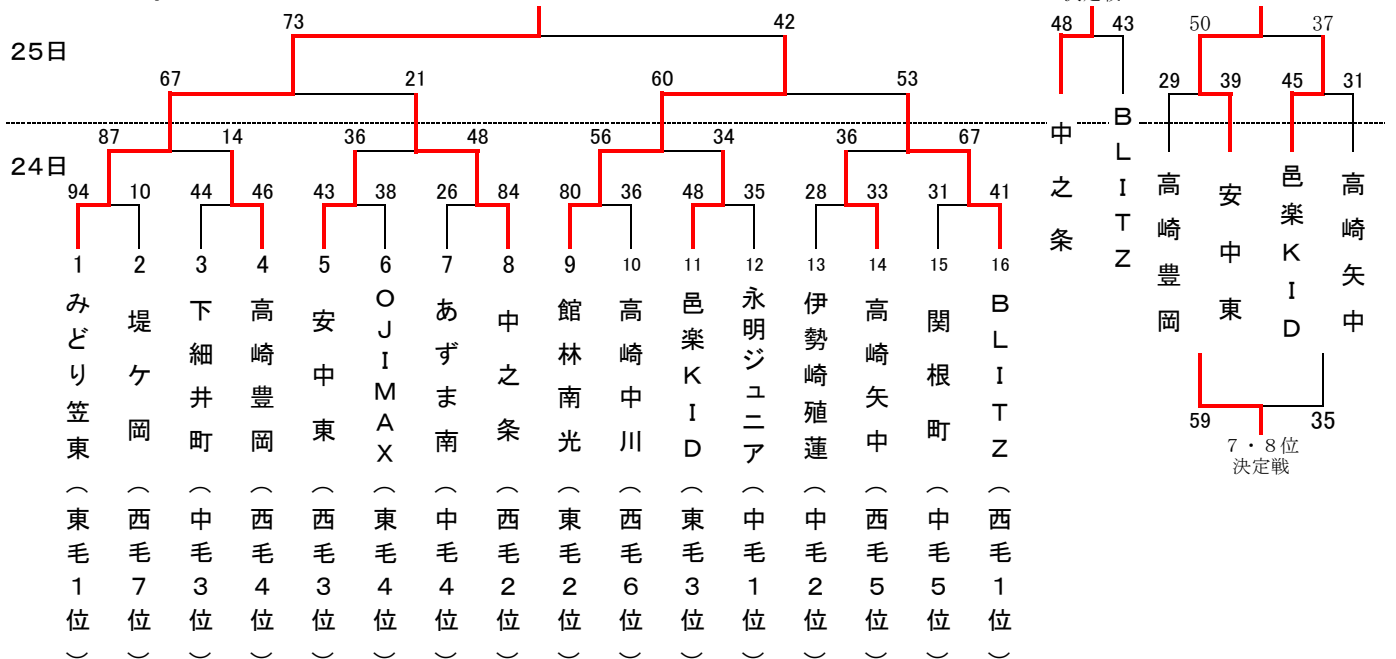 73 42 48 43 50 37
25日
67 21 60 53 29 39 45 31
87 14 36 48 56 34 36 67
24日
94 10 44 46 43 38 26 84 80 36 48 35 28 33 31 41
中之条
BLITZ
高崎豊岡
安中東
邑楽KID
高崎矢中
1 みどり笠東(東毛1位)
2 堤ケ岡(西毛7位)
3 下細井町(中毛3位)
4 高崎豊岡(西毛4位)
5 安中東(西毛3位)
6 OJIMAX(東毛4位)
7 あずま南(中毛4位)
8 中之条(西毛2位)
9 館林南光(東毛2位)
10 高崎中川(西毛6位)
11 邑楽KID(東毛3位)
12 永明ジュニア(中毛1位)
13 伊勢崎殖蓮(中毛2位)
14 高崎矢中(西毛5位)
15 関根町(中毛5位)
16 BLITZ(西毛1位)
59 35
7・8位
決定戦